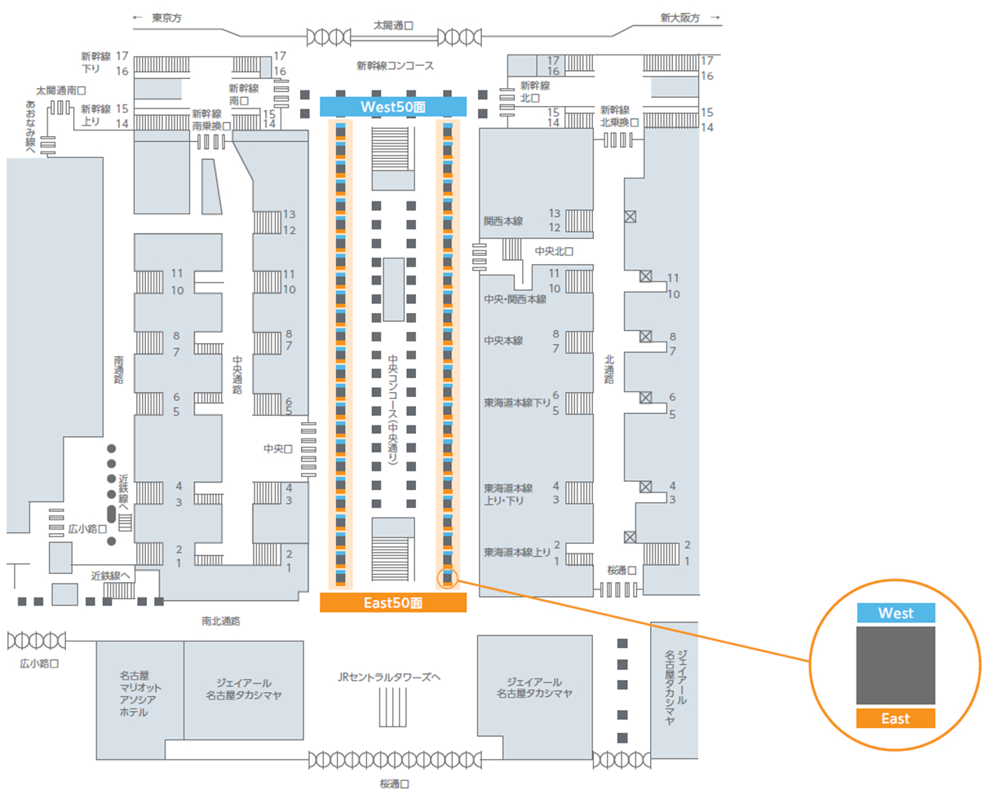 ← 東京方
太閤通口
新大阪方 →
新幹線コンコース
新幹線
下り
17
16
17
16
新幹線
南口
太閤通南口
あおなみ線へ
新幹線
上り
15
14
新幹線
南乗換口
15
14
West50面
17
16
新幹線
北口
15
14
新幹線
北乗換口
17
16
15
14
13
12
関西本線
13
12
中央北口
11
10
11
10
11
10
中央・関西本線
11
10
8
7
8
7
中央本線
8
7
8
7
南通路
中央通路
中央コンコース(中央通り)
北通路
6
5
6
5
東海道本線下り
6
5
6
5
中央口
近鉄線へ
4
3
4
3
東海道本線
上り・下り
4
3
4
3
広小路口
2
1
2
1
東海道本線上り
2
1
2
1
近鉄線へ
桜通口
East50面
West
East
南北通路
広小路口
名古屋
マリオット
アソシア
ホテル
ジェイアール
名古屋タカシマヤ
JRセントラルタワーズへ
ジェイアール
名古屋タカシマヤ
ジェイアール
名古屋タカシマヤ
桜通口